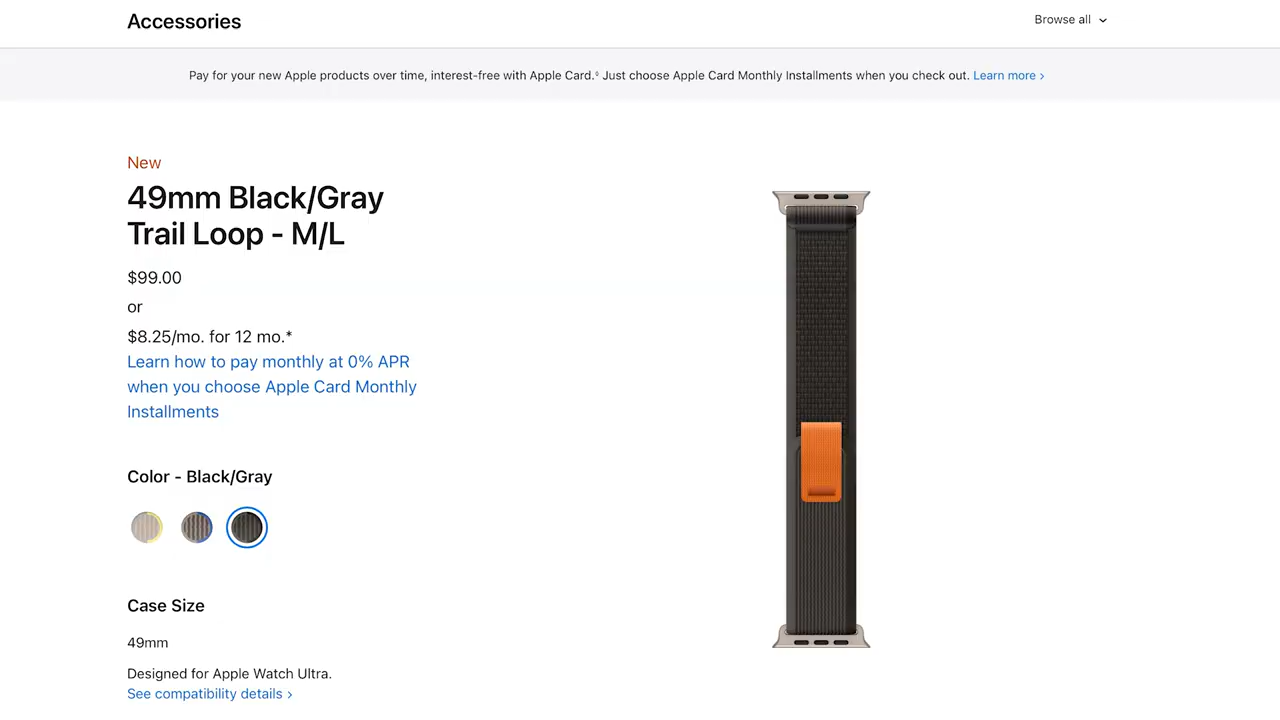 Accessories
Browse all
Pay for your new Apple products over time, interest-free with Apple Card.◊ Just choose Apple Card Monthly Installments when you check out. Learn more ›
New
49mm Black/Gray
Trail Loop - M/L
$99.00
or
$8.25/mo. for 12 mo.*
Learn how to pay monthly at 0% APR
when you choose Apple Card Monthly
Installments
Color - Black/Gray
Case Size
49mm
Designed for Apple Watch Ultra.
See compatibility details ›